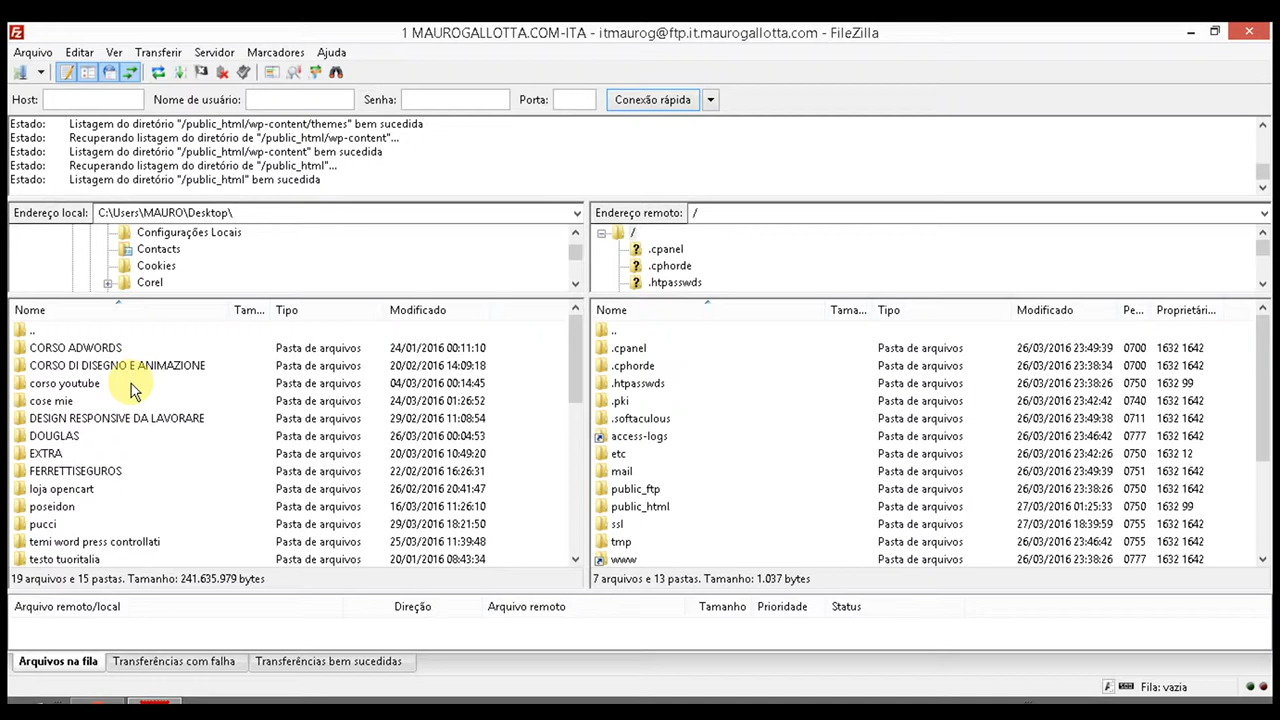 1 MAUROGALLOTTA.COM-ITA - itmaurog@ftp.it.maurogallotta.com - FileZilla
Arquivo Editar Ver Transferir Servidor Marcadores Ajuda
Host: Nome de usuário: Senha: Porta: Conexão rápida
Estado: Listagem do diretório "/public_html/wp-content/themes" bem sucedida
Estado: Recuperando listagem do diretório de "/public_html/wp-content"...
Estado: Listagem do diretório "/public_html/wp-content" bem sucedida
Estado: Recuperando listagem do diretório de "/public_html"...
Estado: Listagem do diretório "/public_html" bem sucedida
Endereço local: C:\Users\MAURO\Desktop\
Configurações Locais
Contacts
Cookies
Corel
Nome Tam... Tipo Modificado
..
CORSO ADWORDS Pasta de arquivos 24/01/2016 00:11:10
CORSO DI DISEGNO E ANIMAZIONE Pasta de arquivos 20/02/2016 14:09:18
corso youtube Pasta de arquivos 04/03/2016 00:14:45
cose mie Pasta de arquivos 24/03/2016 01:26:52
DESIGN RESPONSIVE DA LAVORARE Pasta de arquivos 29/02/2016 11:08:54
DOUGLAS Pasta de arquivos 26/03/2016 00:04:53
EXTRA Pasta de arquivos 20/03/2016 10:49:20
FERRETTISEGUROS Pasta de arquivos 22/02/2016 16:26:31
loja opencart Pasta de arquivos 26/02/2016 20:41:47
poseidon Pasta de arquivos 16/03/2016 11:26:10
pucci Pasta de arquivos 29/03/2016 18:21:50
temi word press controllati Pasta de arquivos 25/03/2016 11:39:48
testo tuoritalia Pasta de arquivos 20/01/2016 08:43:34
19 arquivos e 15 pastas. Tamanho: 241.635.979 bytes
Endereço remoto: /
/
.cpanel
.cphorde
.htpasswds
Nome Tama... Tipo Modificado Pe... Proprietári...
..
.cpanel Pasta de arquivos 26/03/2016 23:49:39 0700 1632 1642
.cphorde Pasta de arquivos 26/03/2016 23:38:34 0700 1632 1642
.htpasswds Pasta de arquivos 26/03/2016 23:38:26 0750 1632 99
.pki Pasta de arquivos 26/03/2016 23:42:42 0740 1632 1642
.softaculous Pasta de arquivos 26/03/2016 23:49:38 0711 1632 1642
access-logs Pasta de arquivos 26/03/2016 23:46:42 0777 1632 1642
etc Pasta de arquivos 26/03/2016 23:42:26 0750 1632 12
mail Pasta de arquivos 26/03/2016 23:49:39 0751 1632 1642
public_ftp Pasta de arquivos 26/03/2016 23:38:26 0750 1632 1642
public_html Pasta de arquivos 27/03/2016 01:25:33 0750 1632 99
ssl Pasta de arquivos 27/03/2016 18:39:59 0755 1632 1642
tmp Pasta de arquivos 26/03/2016 23:46:26 0755 1632 1642
www Pasta de arquivos 26/03/2016 23:38:26 0777 1632 1642
7 arquivos e 13 pastas. Tamanho: 1.037 bytes
Arquivo remoto/local Direção Arquivo remoto Tamanho Prioridade Status
Arquivos na fila Transferências com falha Transferências bem sucedidas
Fila: vazia